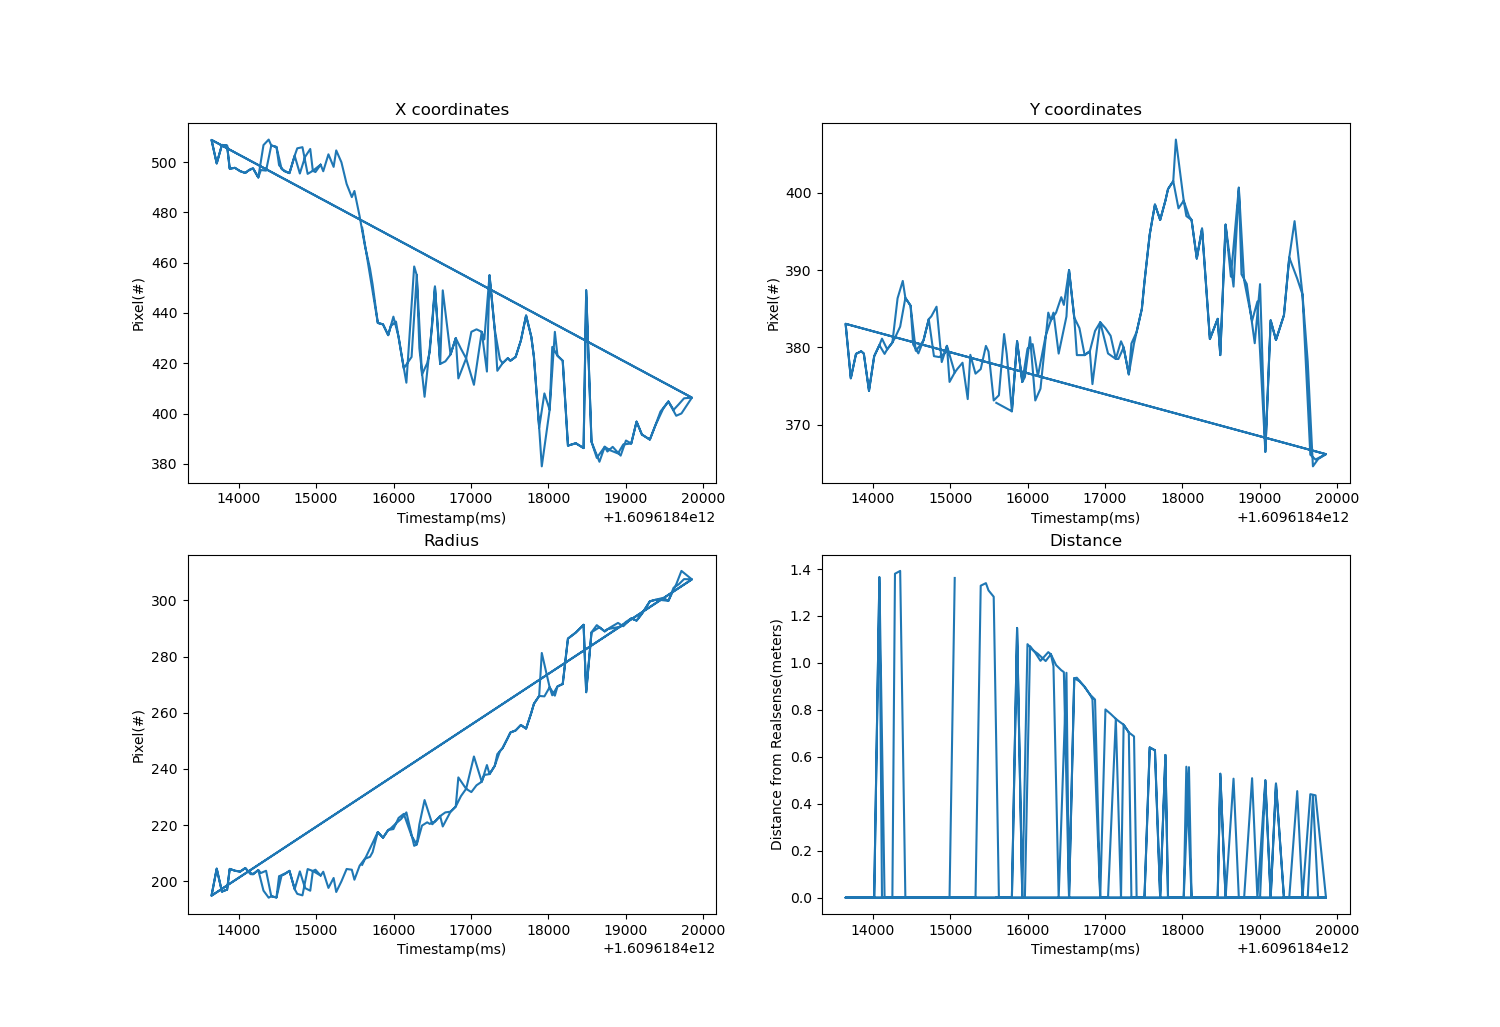 X coordinates
Pixel(#)
500
480
460
440
420
400
380
14000 15000 16000 17000 18000 19000 20000
Timestamp(ms)
+1.6096184e12
Y coordinates
Pixel(#)
400
390
380
370
14000 15000 16000 17000 18000 19000 20000
Timestamp(ms)
+1.6096184e12
Radius
Pixel(#)
300
280
260
240
220
200
14000 15000 16000 17000 18000 19000 20000
Timestamp(ms)
+1.6096184e12
Distance
Distance from Realsense(meters)
1.4
1.2
1.0
0.8
0.6
0.4
0.2
0.0
14000 15000 16000 17000 18000 19000 20000
Timestamp(ms)
+1.6096184e12